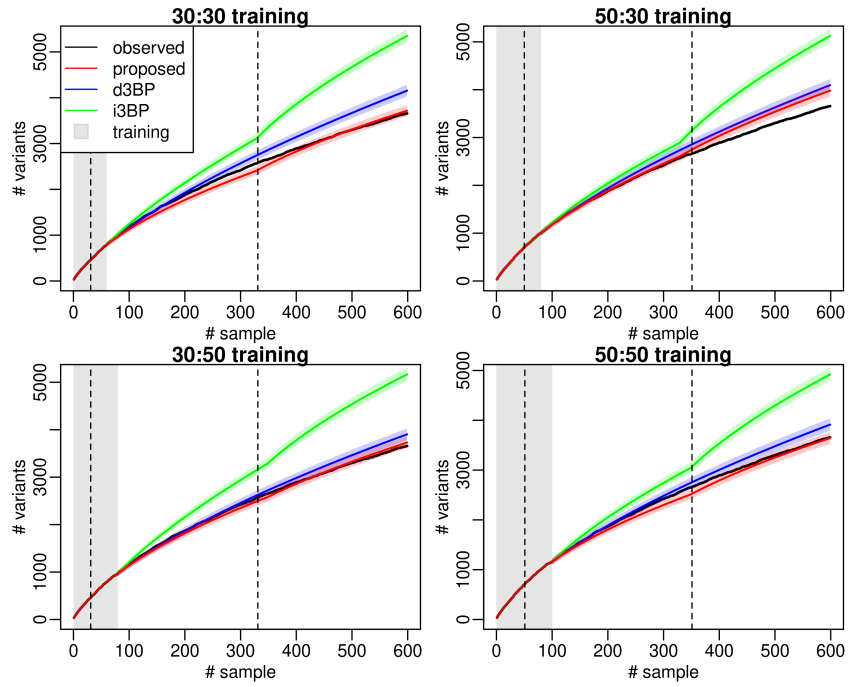 30:30 training
# variants
5000
3000
1000
0
observed
proposed
d3BP
i3BP
training
0 100 200 300 400 500 600
# sample
50:30 training
# variants
5000
3000
1000
0
0 100 200 300 400 500 600
# sample
30:50 training
# variants
5000
3000
1000
0
0 100 200 300 400 500 600
# sample
50:50 training
# variants
5000
3000
1000
0
0 100 200 300 400 500 600
# sample